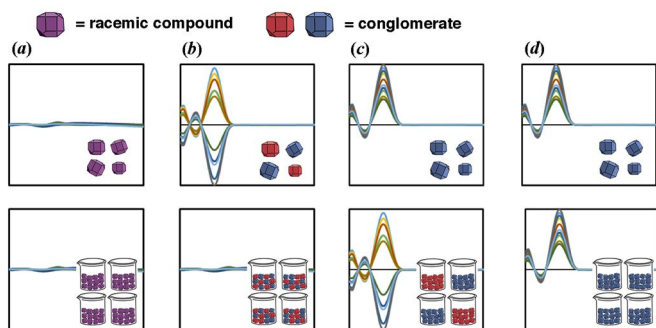 = racemic compound = conglomerate
(a) (b) (c) (d)